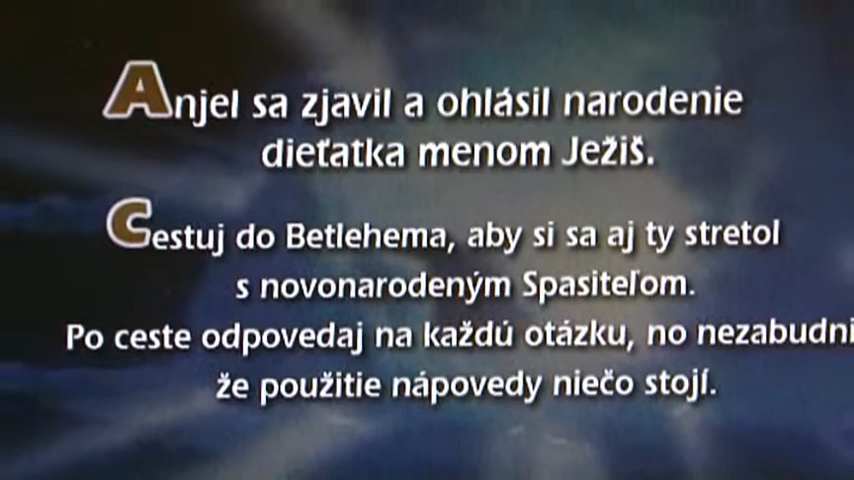 Anjel sa zjavil a ohlásil narodenie
dieťatka menom Ježiš.
Cestuj do Betlehema, aby si sa aj ty stretol
s novonarodeným Spasiteľom.
Po ceste odpovedaj na každú otázku, no nezabudni
že použitie nápovedy niečo stojí.